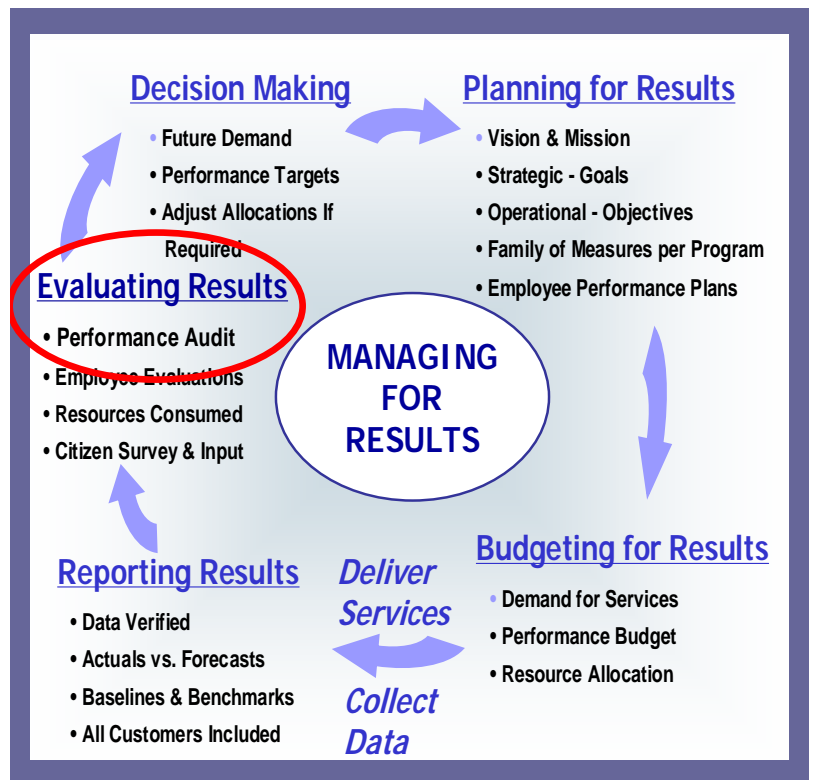 Decision Making
• Future Demand
• Performance Targets
• Adjust Allocations If
Required
Planning for Results
• Vision & Mission
• Strategic - Goals
• Operational - Objectives
• Family of Measures per Program
• Employee Performance Plans
Evaluating Results
• Performance Audit
• Employee Evaluations
• Resources Consumed
• Citizen Survey & Input
MANAGING
FOR
RESULTS
Budgeting for Results
• Demand for Services
• Performance Budget
• Resource Allocation
Deliver
Services
Collect
Data
Reporting Results
• Data Verified
• Actuals vs. Forecasts
• Baselines & Benchmarks
• All Customers Included